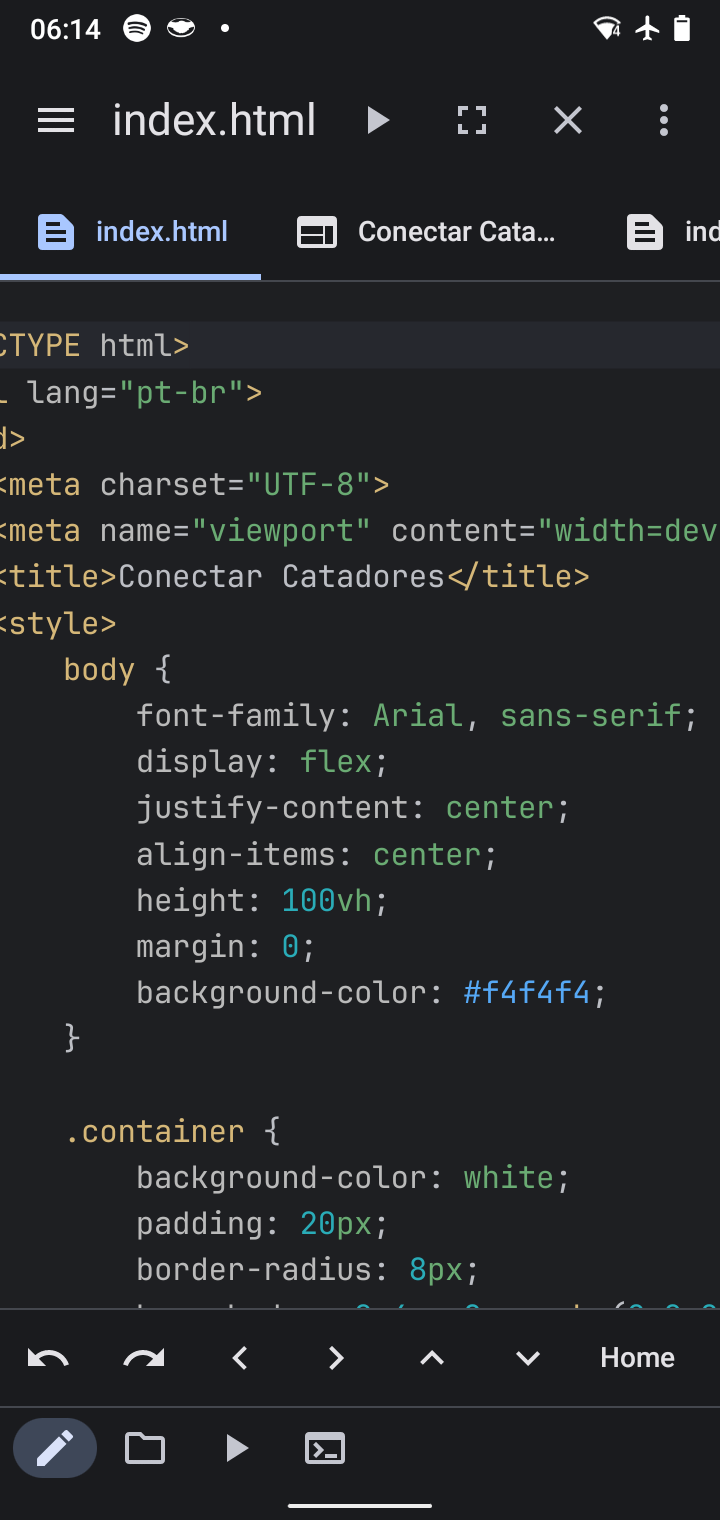 06:14
index.html
index.html
Conectar Cata...
ind
CTYPE html>
lang="pt-br">
d>
<meta charset="UTF-8">
<meta name="viewport" content="width=dev
<title>Conectar Catadores</title>
<style>
body {
font-family: Arial, sans-serif;
display: flex;
justify-content: center;
align-items: center;
height: 100vh;
margin: 0;
background-color: #f4f4f4;
}
.container {
background-color: white;
padding: 20px;
border-radius: 8px;
Home